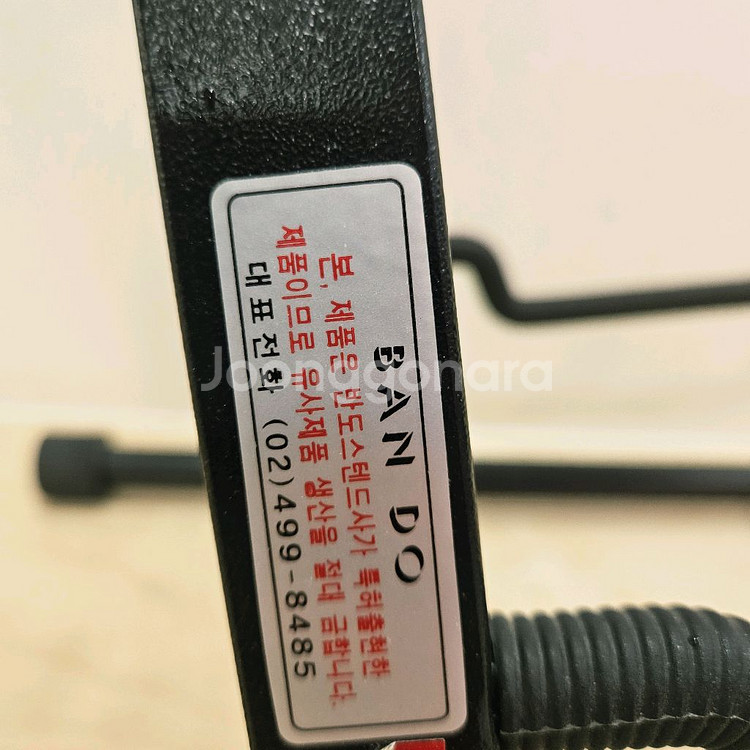 BAN DO
본, 제품은 반도스텐드사가 특허출현한
제품이므로 유사제품 생산을 절대 금합니다.
대표전화 (02)499-8485
Joonggonara